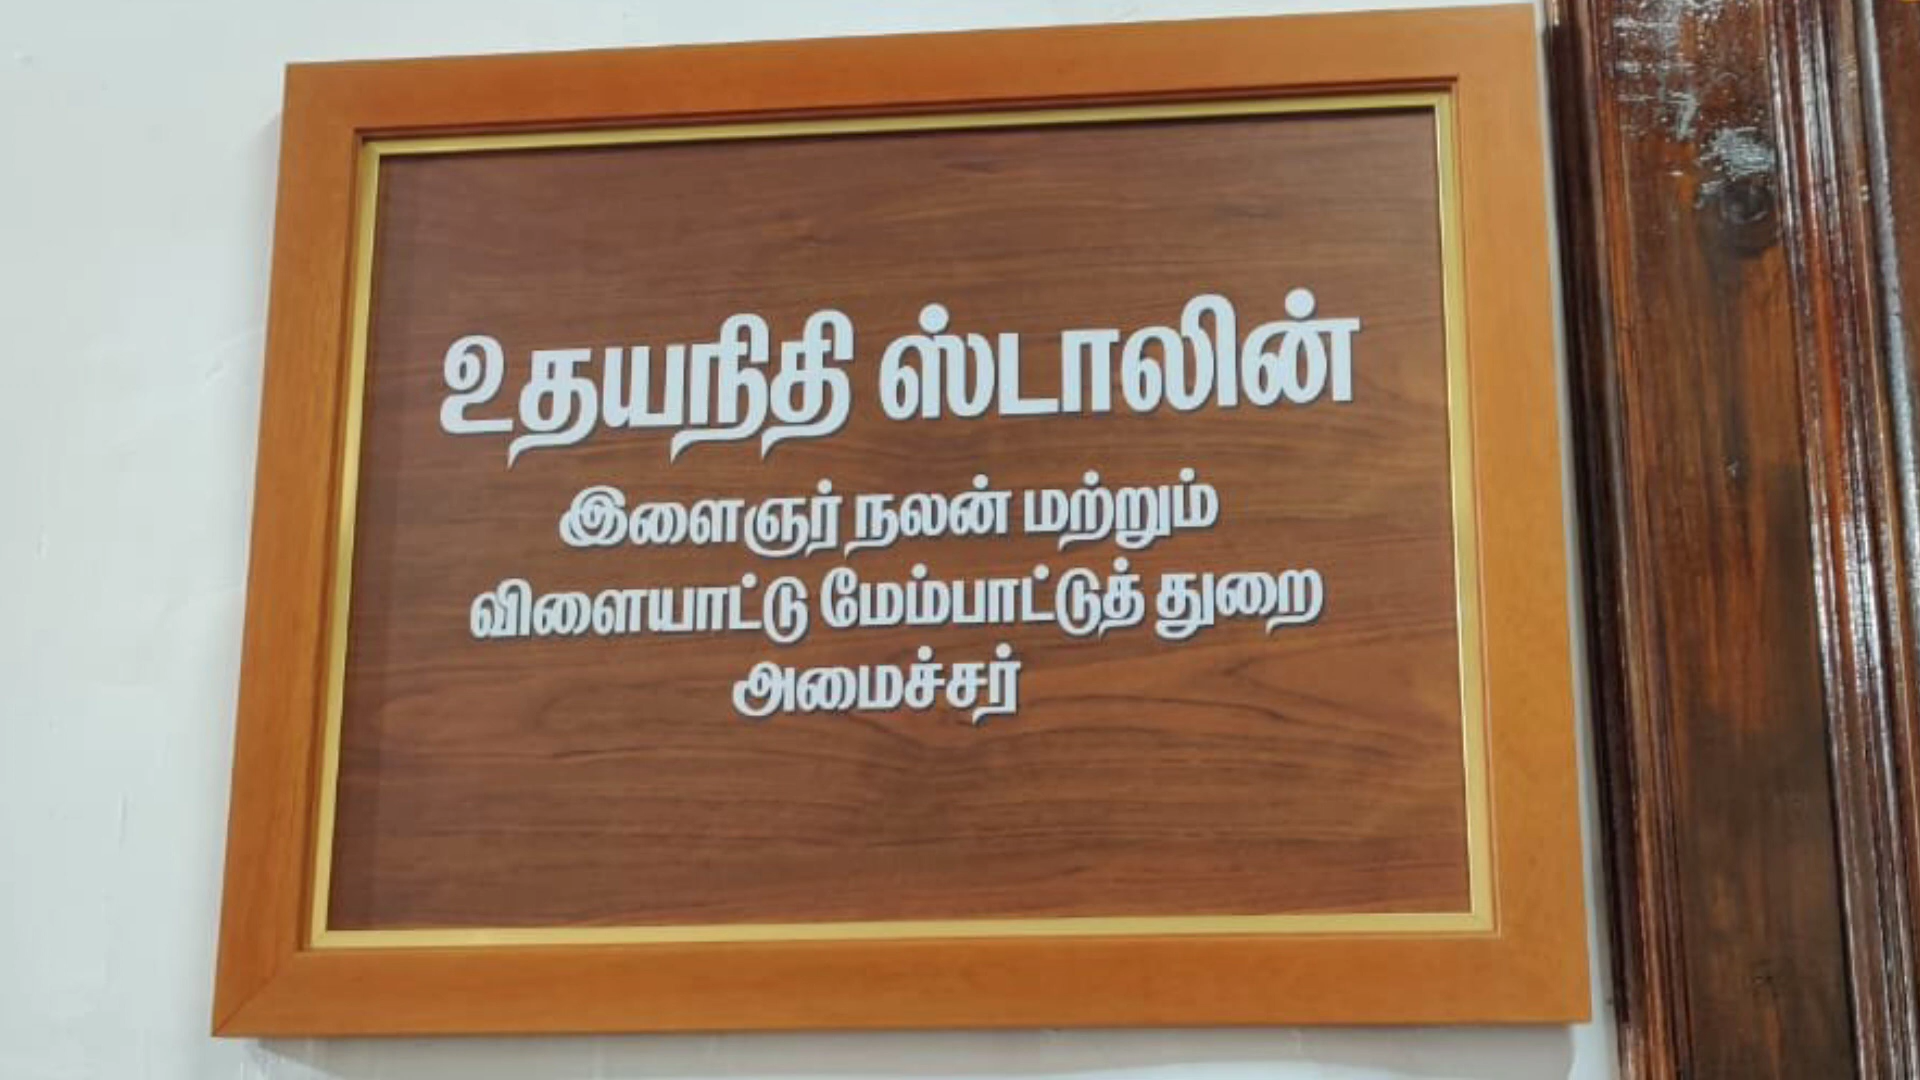 உதயநிதி ஸ்டாலின்
இளைஞர் நலன் மற்றும்
விளையாட்டு மேம்பாட்டுத் துறை
அமைச்சர்